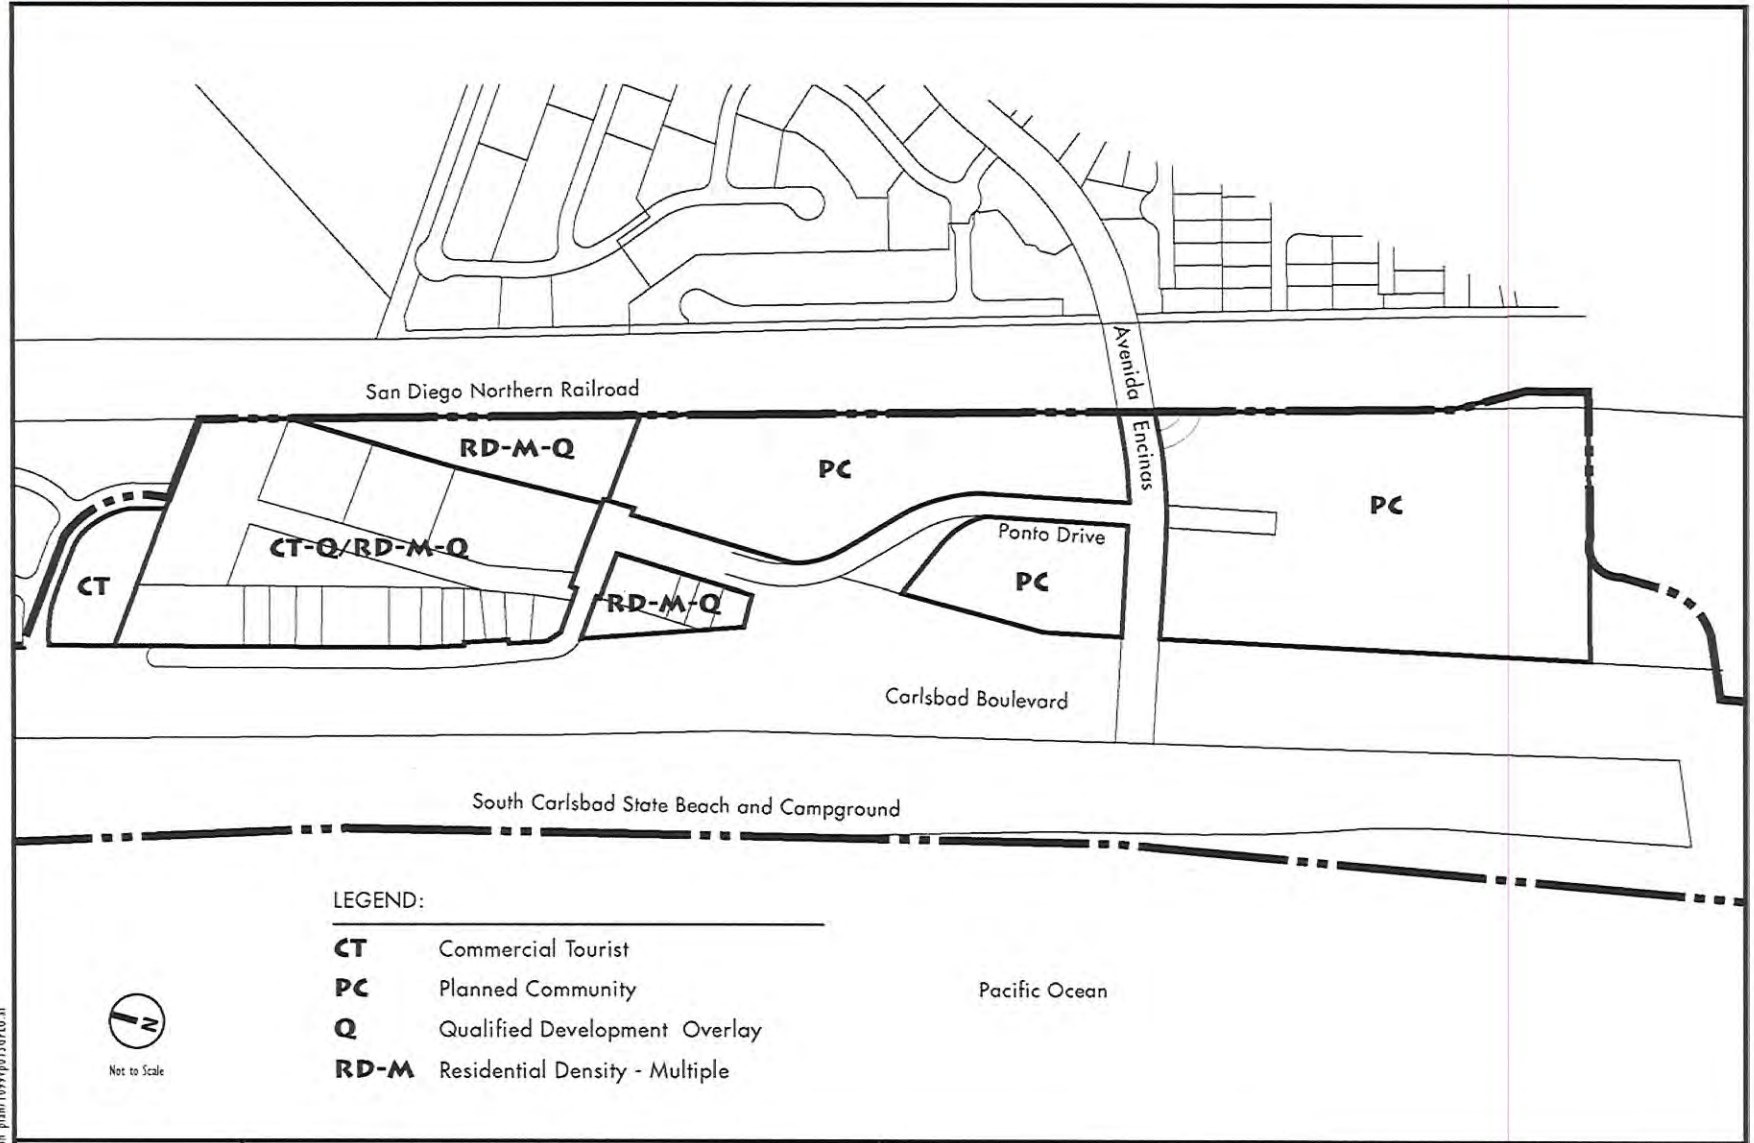 Avenida
San Diego Northern Railroad
RD-M-Q
PC
Encinas
PC
Ponto Drive
CT-Q/RD-M-Q
CT
PC
RD-M-Q
Carlsbad Boulevard
South Carlsbad State Beach and Campground
LEGEND:
CT Commercial Tourist
PC Planned Community
Q Qualified Development Overlay
RD-M Residential Density - Multiple
Pacific Ocean
N
Not to Scale